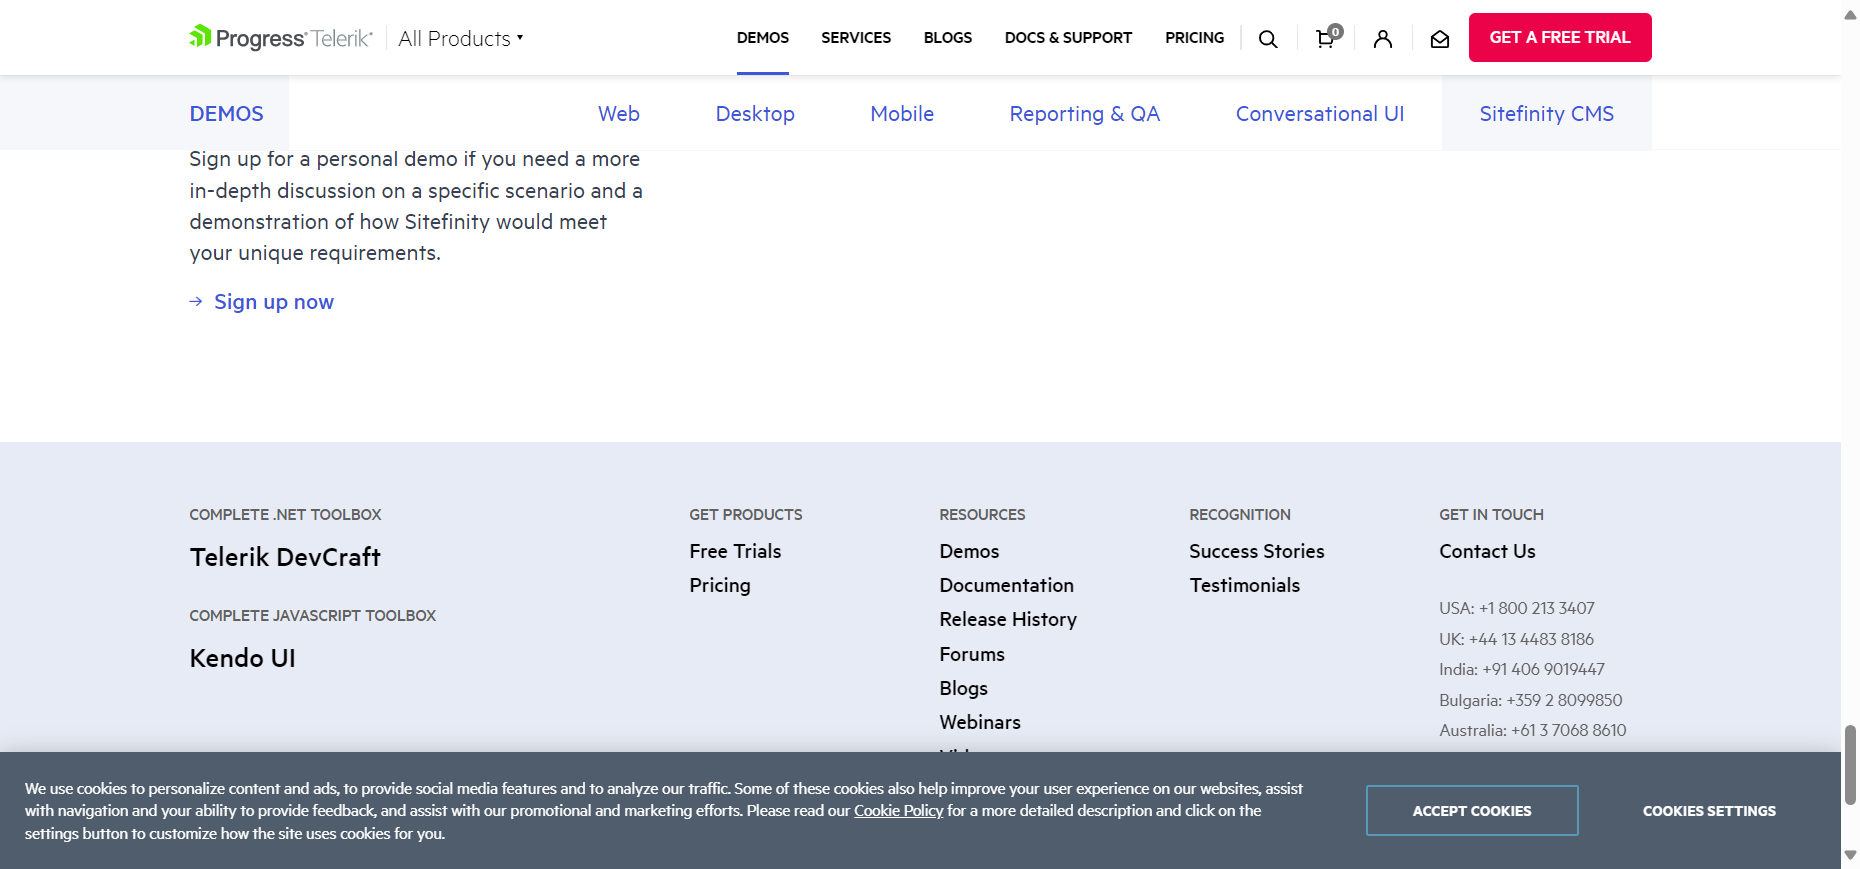 Progress Telerik
All Products
DEMOS
SERVICES
BLOGS
DOCS & SUPPORT
PRICING
0
GET A FREE TRIAL
DEMOS
Web
Desktop
Mobile
Reporting & QA
Conversational UI
Sitefinity CMS
Sign up for a personal demo if you need a more
in-depth discussion on a specific scenario and a
demonstration of how Sitefinity would meet
your unique requirements.
Sign up now
COMPLETE .NET TOOLBOX
Telerik DevCraft
COMPLETE JAVASCRIPT TOOLBOX
Kendo UI
GET PRODUCTS
Free Trials
Pricing
RESOURCES
Demos
Documentation
Release History
Forums
Blogs
Webinars
RECOGNITION
Success Stories
Testimonials
GET IN TOUCH
Contact Us
USA: +1 800 213 3407
UK: +44 13 4483 8186
India: +91 406 9019447
Bulgaria: +359 2 8099850
Australia: +61 3 7068 8610
We use cookies to personalize content and ads, to provide social media features and to analyze our traffic. Some of these cookies also help improve your user experience on our websites, assist
with navigation and your ability to provide feedback, and assist with our promotional and marketing efforts. Please read our Cookie Policy for a more detailed description and click on the
settings button to customize how the site uses cookies for you.
ACCEPT COOKIES
COOKIES SETTINGS